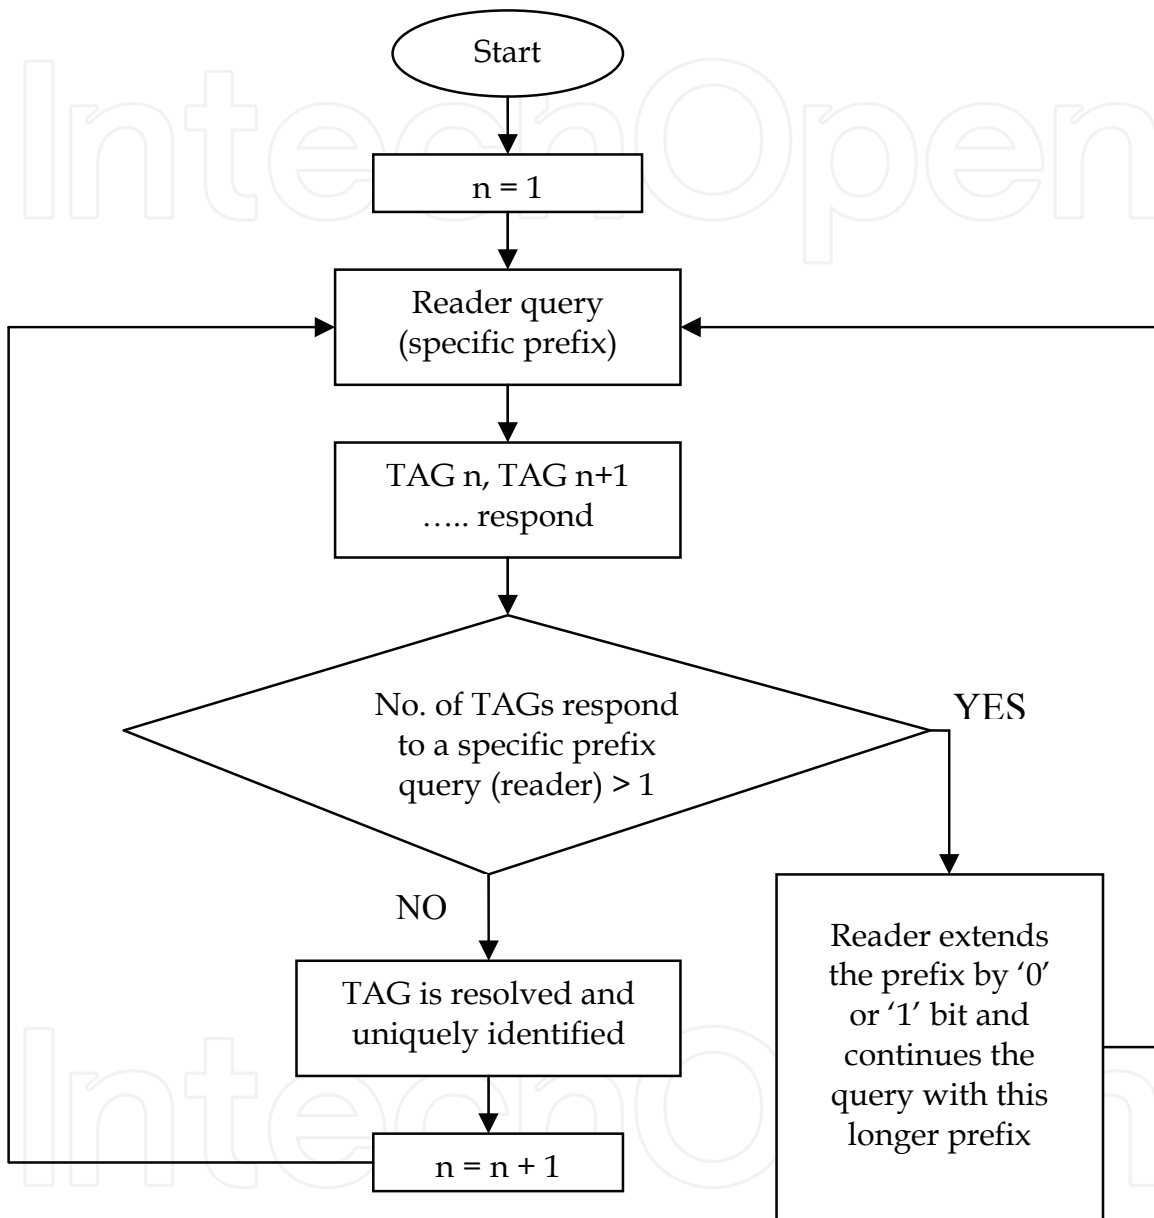 Start
IntechOpen
n = 1
Reader query
(specific prefix)
TAG n, TAG n+1
….. respond
No. of TAGs respond
to a specific prefix
query (reader) > 1
YES
NO
Reader extends
the prefix by ‘0’
or ‘1’ bit and
continues the
query with this
longer prefix
TAG is resolved and
uniquely identified
n = n + 1
IntechOpen